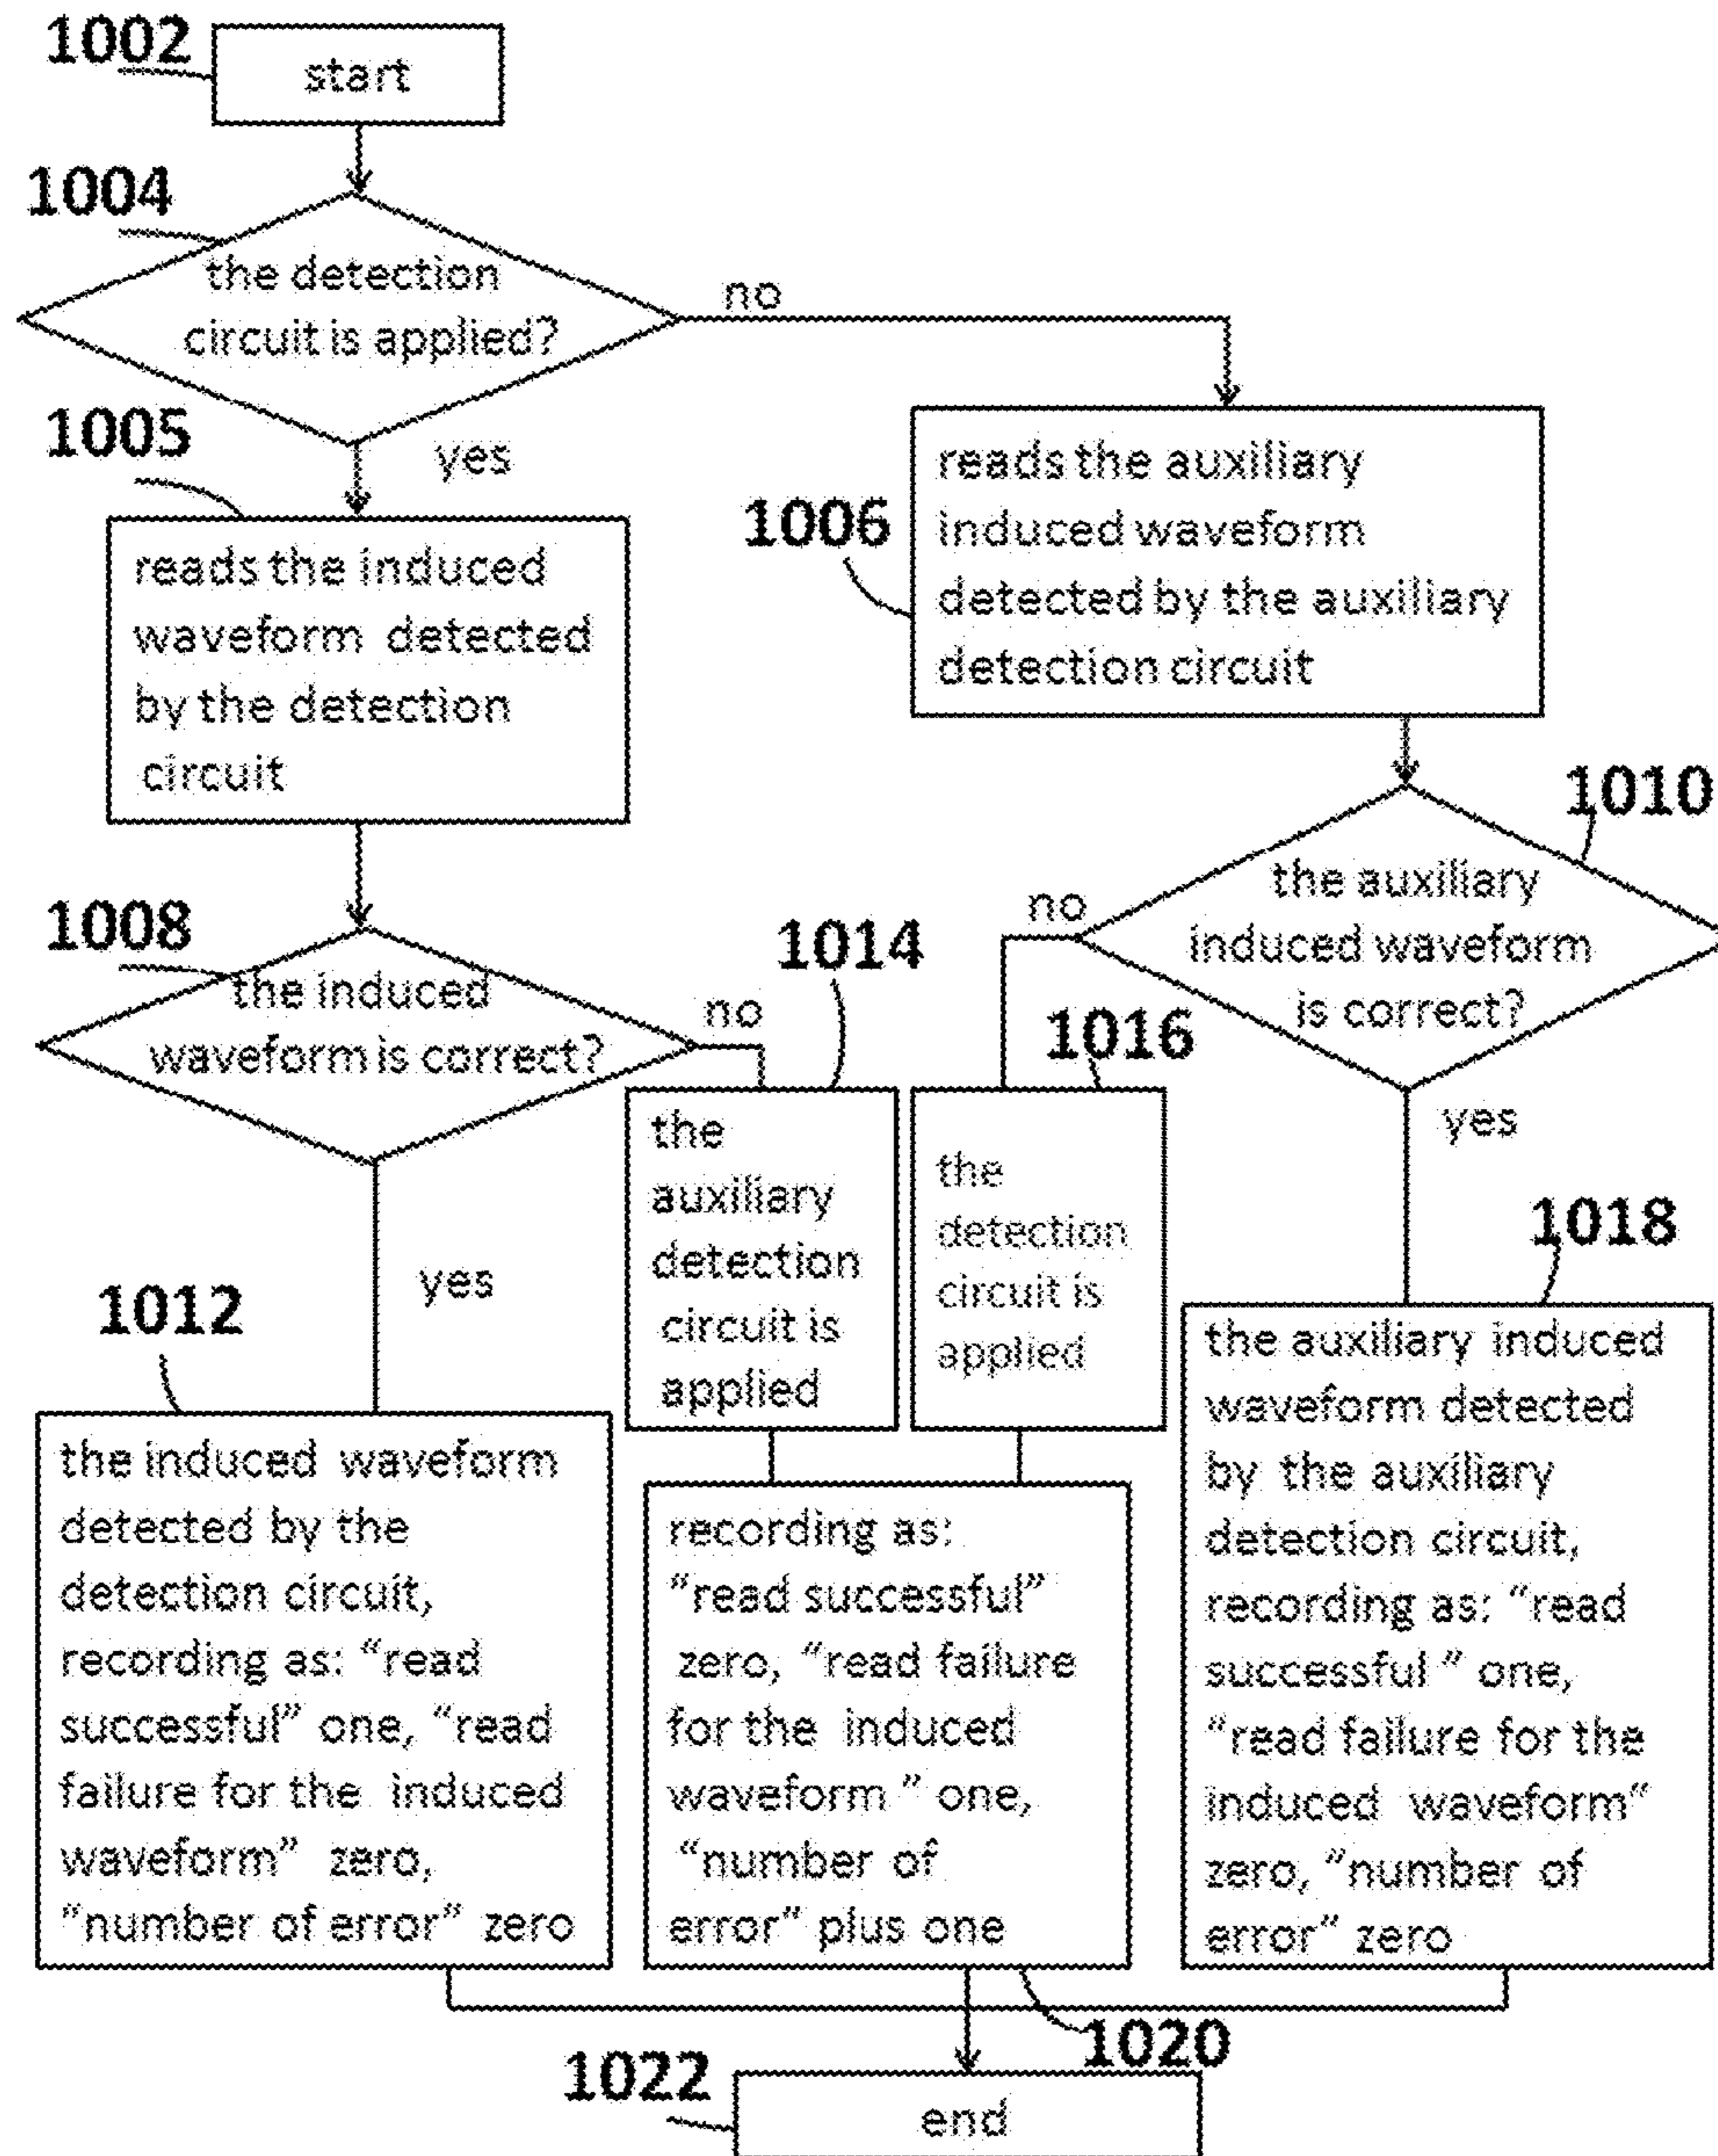 1002
start
1004
the detection
circuit is applied?
no
yes
1005
reads the induced
waveform detected
by the detection
circuit
1006
reads the auxiliary
induced waveform
detected by the auxiliary
detection circuit
1008
the induced
waveform is correct?
no
yes
1010
the auxiliary
induced waveform
is correct?
no
yes
1014
the
auxiliary
detection
circuit is
applied
1016
the
detection
circuit is
applied
1012
the induced waveform
detected by the
detection circuit,
recording as: “read
successful” one, “read
failure for the induced
waveform” zero,
“number of error” zero
recording as:
“read successful”
zero, “read failure
for the induced
waveform ” one,
“number of
error” plus one
1018
the auxiliary induced
waveform detected
by the auxiliary
detection circuit,
recording as: “read
successful ” one,
“read failure for the
induced waveform“
zero, “number of
error” zero
1020
1022
end